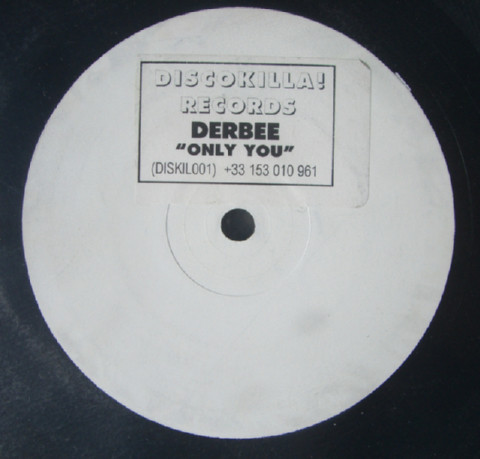 DISCOKILLA!
RECORDS
DERBEE
"ONLY YOU"
(DISKIL001) +33 153 010 961